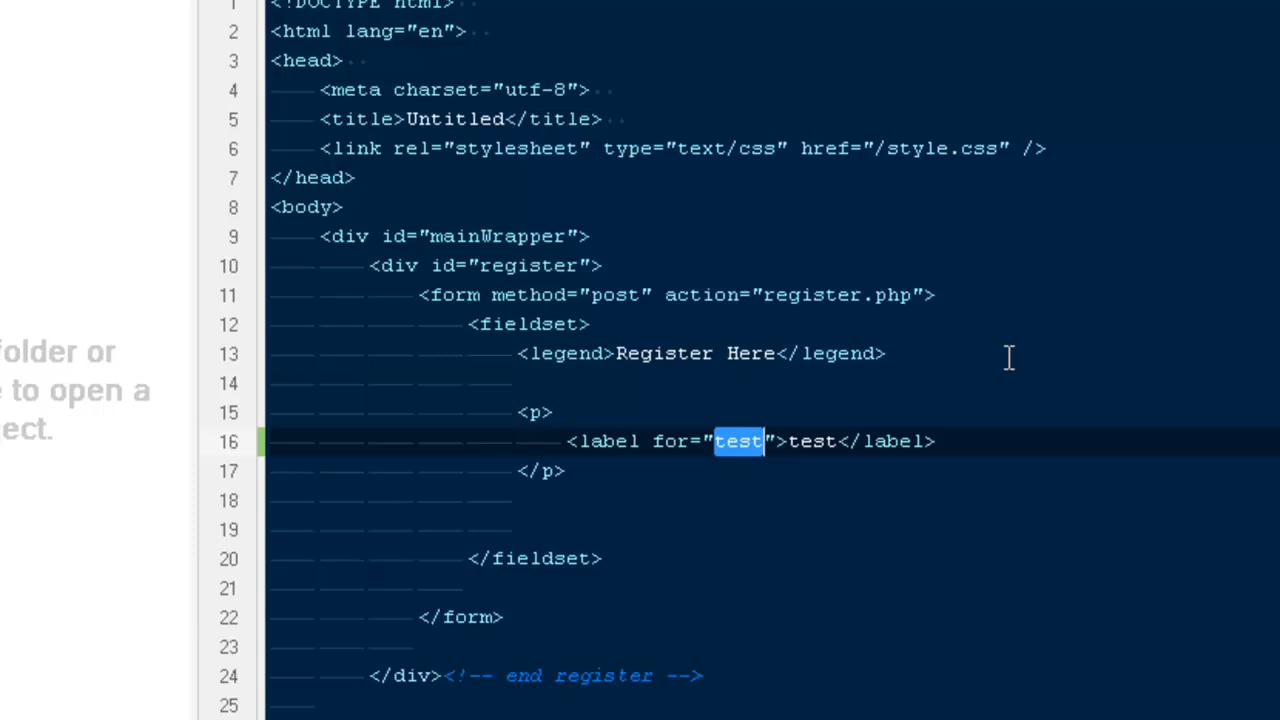 1 <!DOCTYPE html>
2 <html lang="en">
3 <head>
4 <meta charset="utf-8">
5 <title>Untitled</title>
6 <link rel="stylesheet" type="text/css" href="/style.css" />
7 </head>
8 <body>
9 <div id="mainWrapper">
10 <div id="register">
11 <form method="post" action="register.php">
12 <fieldset>
13 <legend>Register Here</legend>
14
15 <p>
16 <label for="test">test</label>
17 </p>
18
19
20 </fieldset>
21
22 </form>
23
24 </div><!-- end register -->
25
folder or
e to open a
ject.